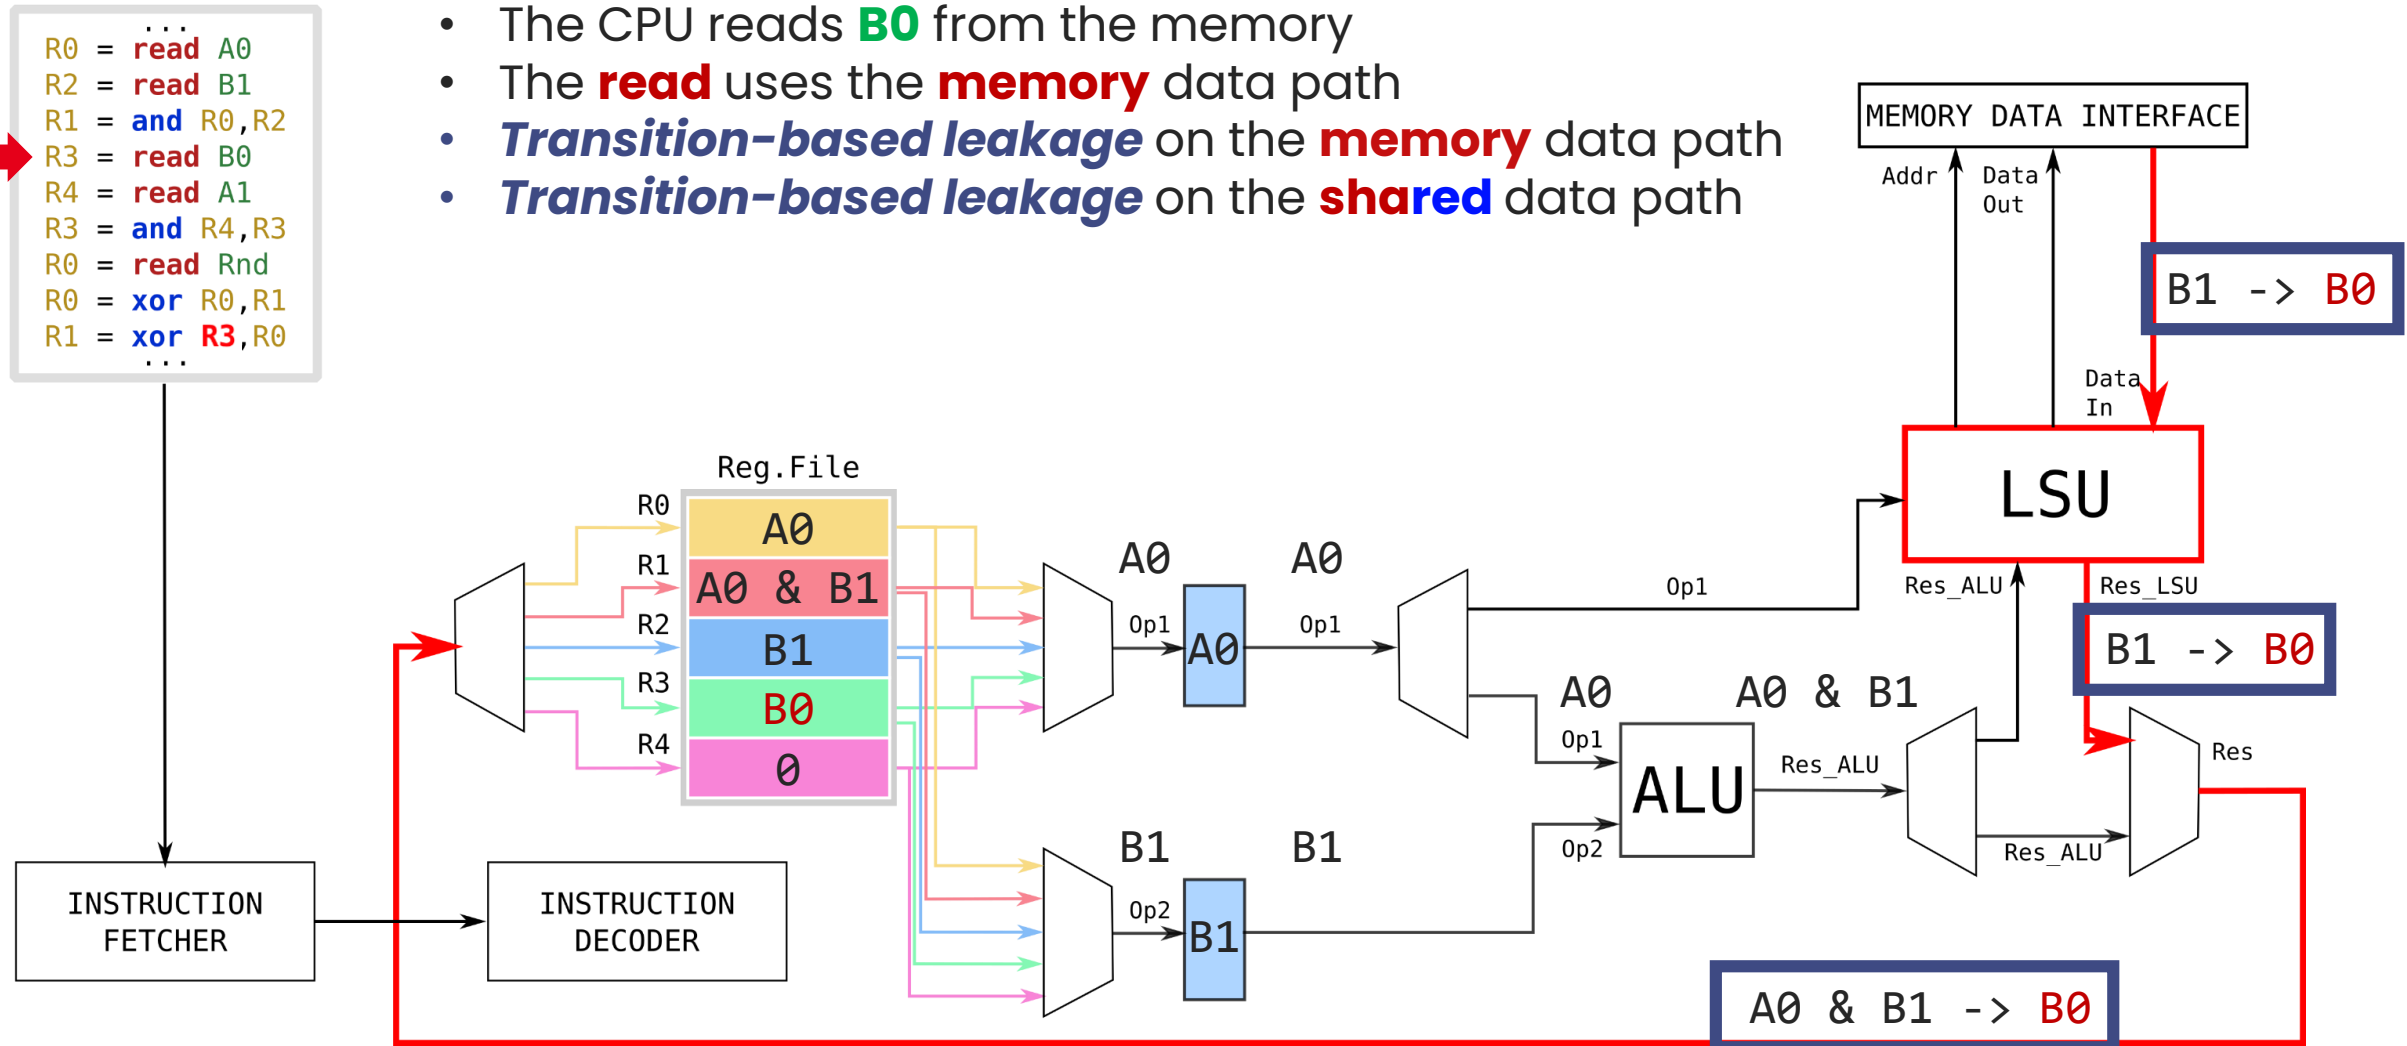 ...
R0 = read A0
R2 = read B1
R1 = and R0,R2
R3 = read B0
R4 = read A1
R3 = and R4,R3
R0 = read Rnd
R0 = xor R0,R1
R1 = xor R3,R0
...
• The CPU reads B0 from the memory
• The read uses the memory data path
• Transition-based leakage on the memory data path
• Transition-based leakage on the shared data path
MEMORY DATA INTERFACE
Addr
Data
Out
B1 -> B0
Data
In
LSU
Reg.File
R0
A0
R1
A0 & B1
R2
B1
R3
B0
R4
0
A0
A0
Op1
A0
Op1
Op1
Res_ALU
Res_LSU
B1 -> B0
A0
A0 & B1
Op1
ALU
Op2
Res_ALU
Res
Res_ALU
B1
B1
Op2
B1
INSTRUCTION
FETCHER
INSTRUCTION
DECODER
A0 & B1 -> B0